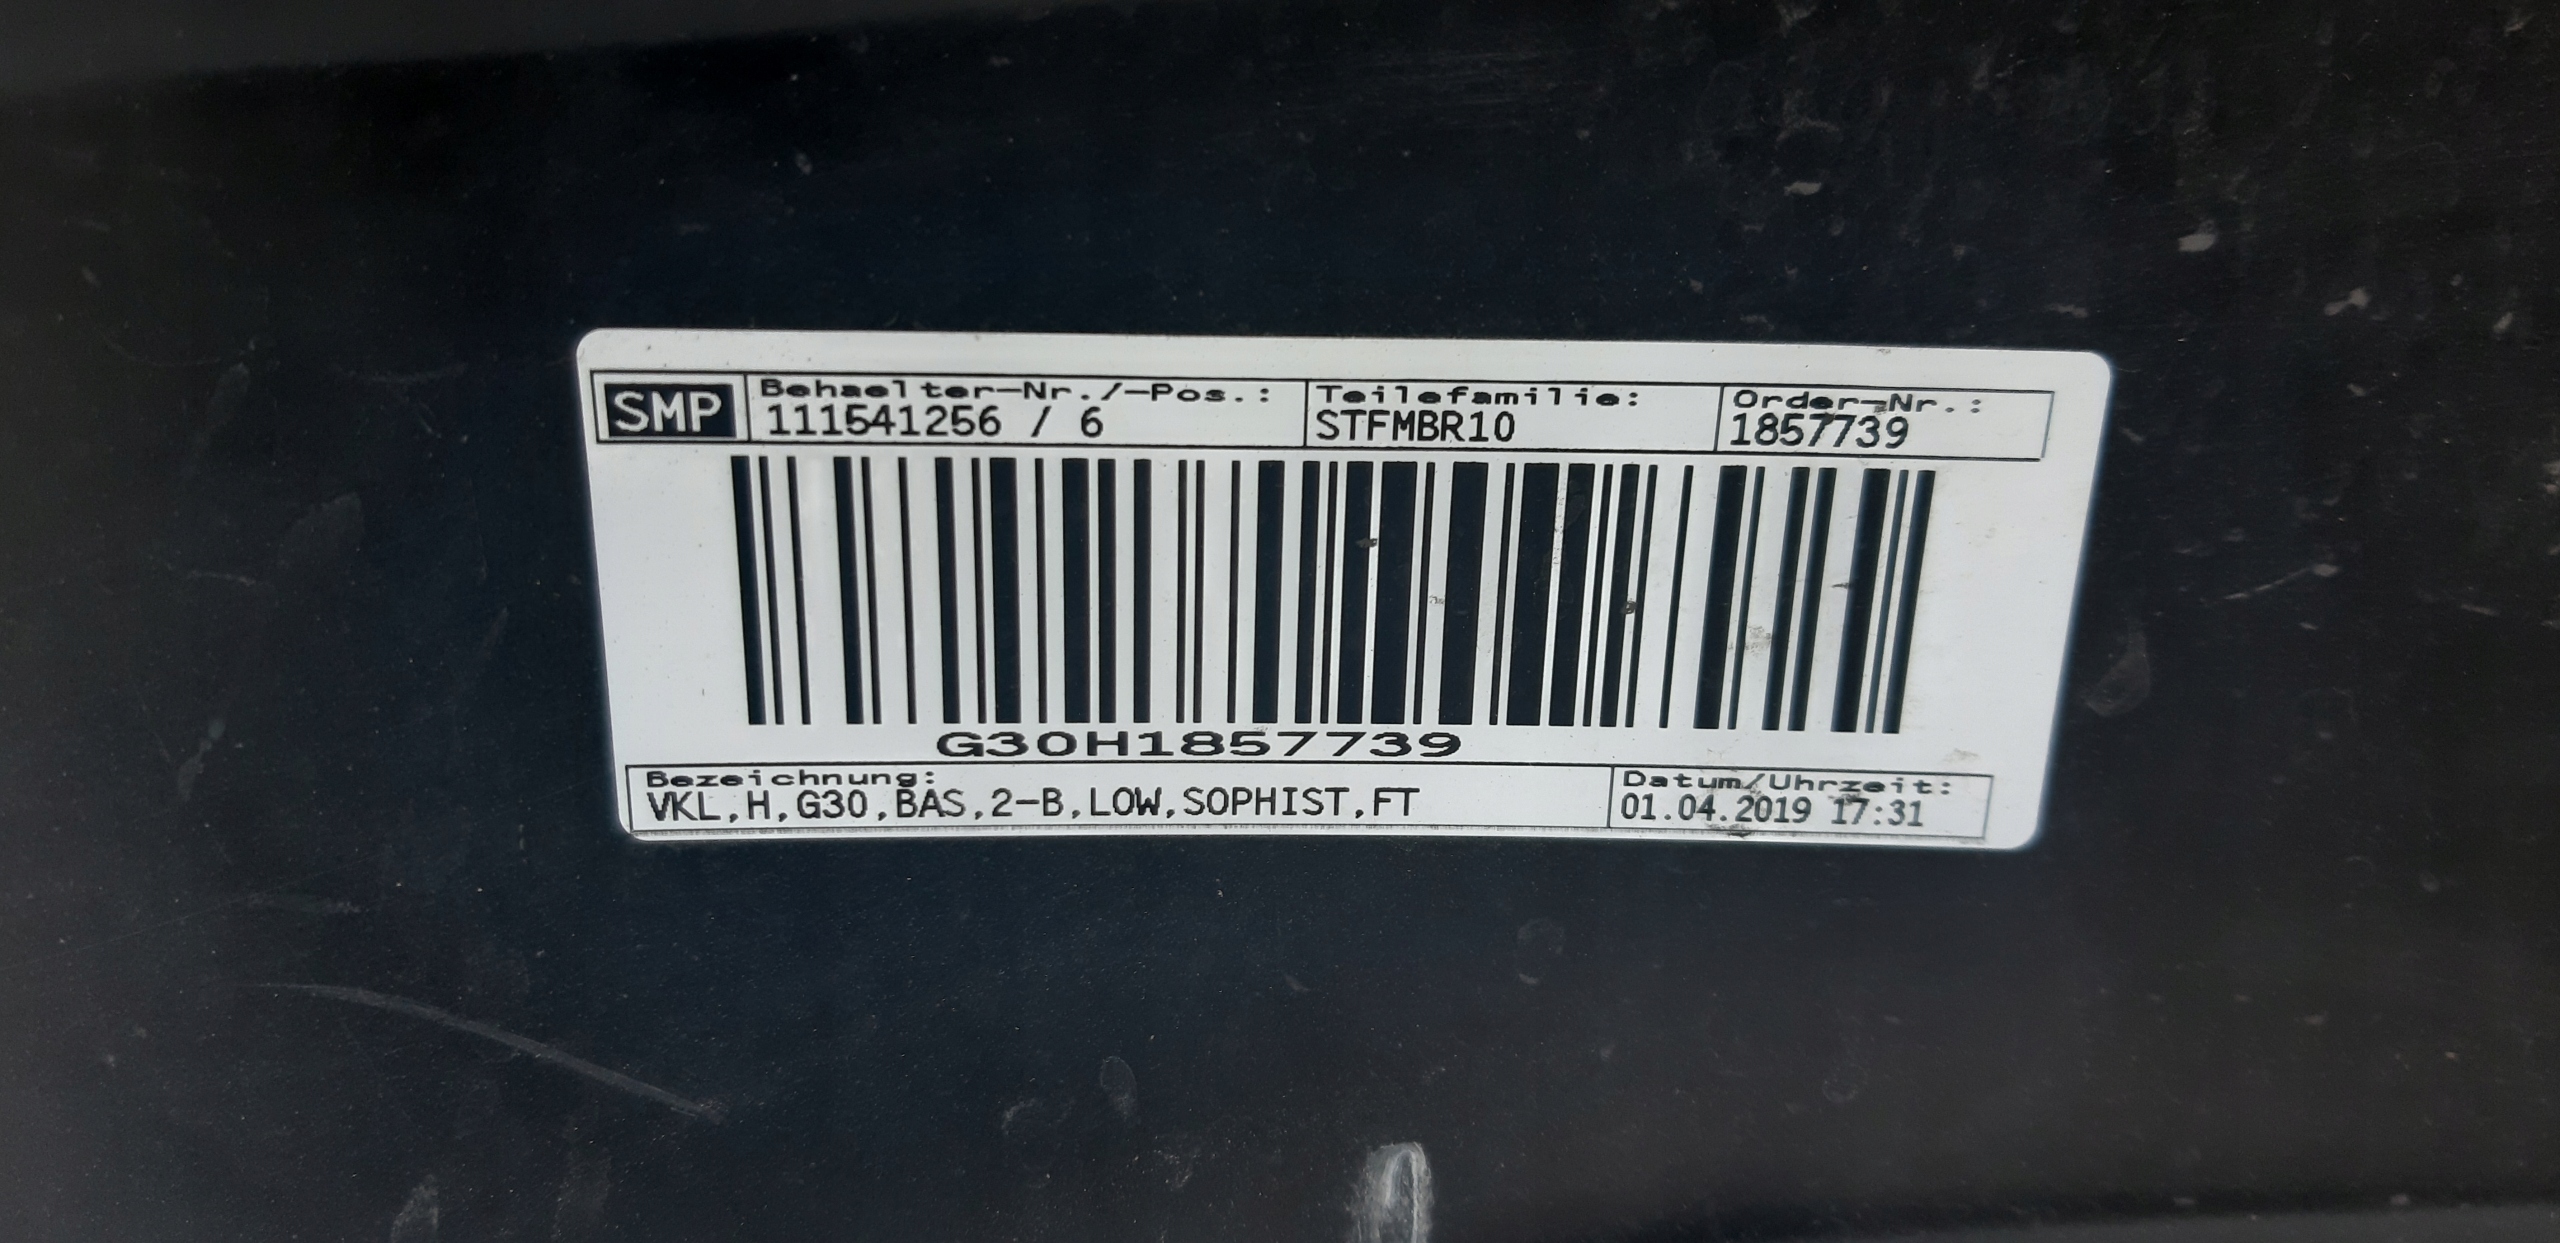 SMP
Behaelter-Nr./-Pos.: Teilefamilie: Order-Nr.:
111541256 / 6 STFMBR10 1857739
G30H1857739
Bezeichnung: Datum/Uhrzeit:
VKL,H,G30,BAS,2-B,LOW,SOPHIST,FT 01.04.2019 17:31